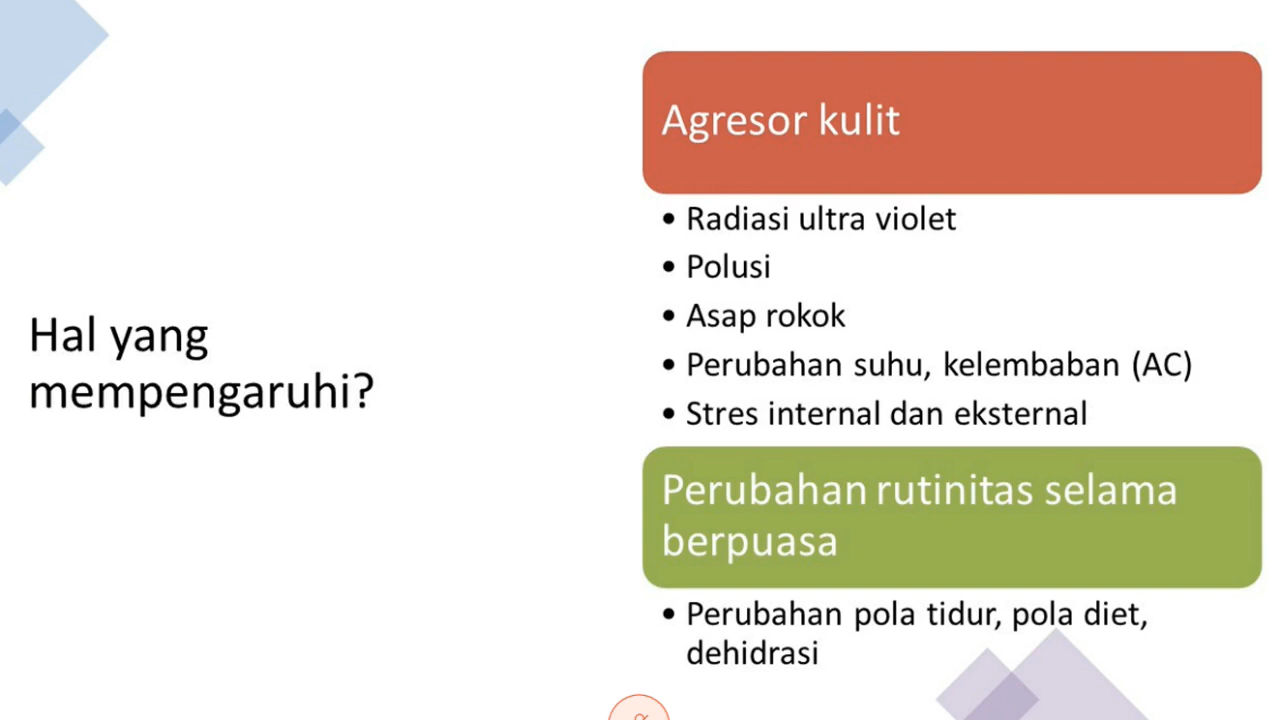 Hal yang
mempengaruhi?
Agresor kulit
• Radiasi ultra violet
• Polusi
• Asap rokok
• Perubahan suhu, kelembaban (AC)
• Stres internal dan eksternal
Perubahan rutinitas selama
berpuasa
• Perubahan pola tidur, pola diet,
dehidrasi